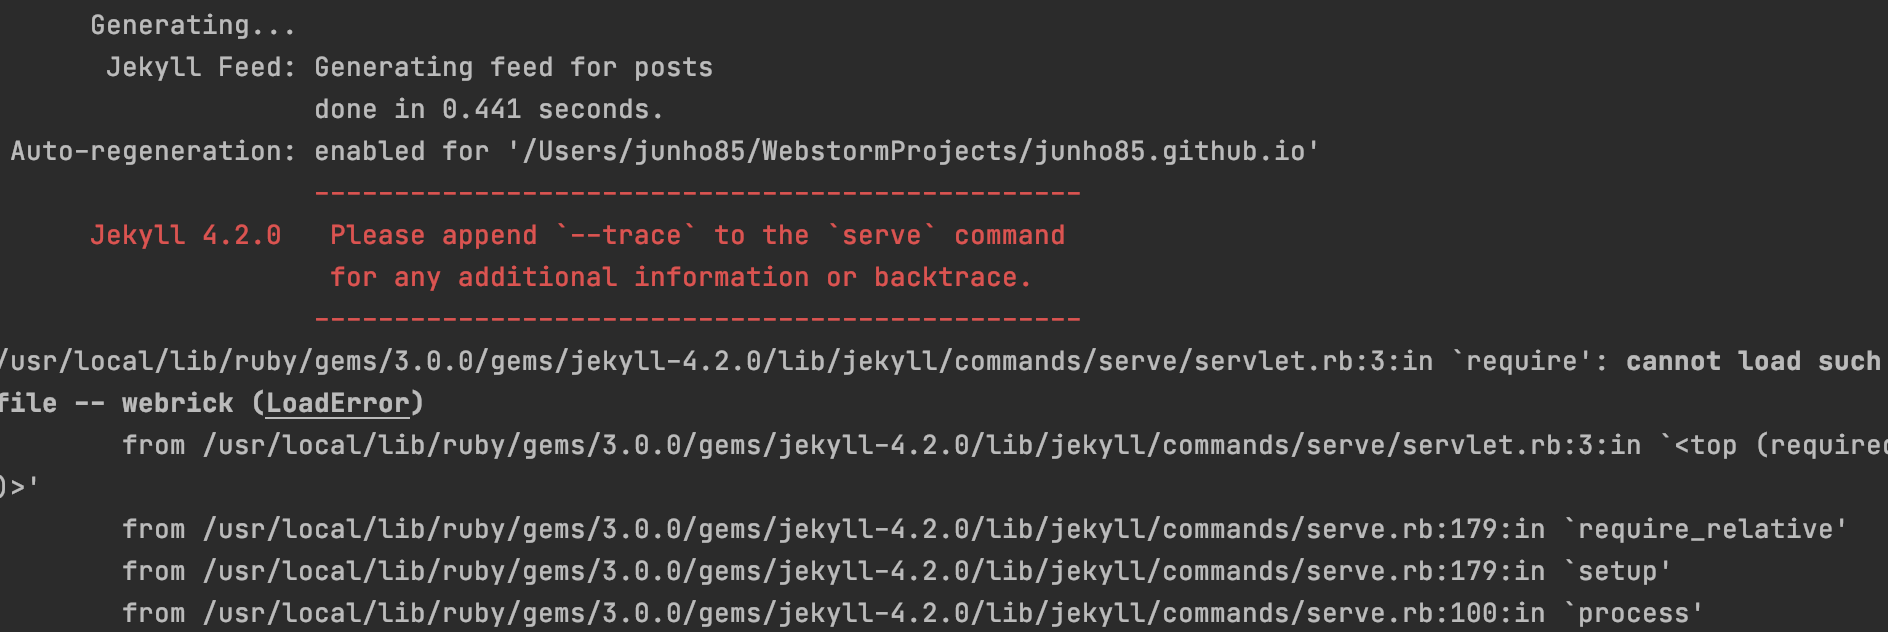 Generating...
Jekyll Feed: Generating feed for posts
done in 0.441 seconds.
Auto-regeneration: enabled for '/Users/junho85/WebstormProjects/junho85.github.io'
------------------------------------------------
Jekyll 4.2.0   Please append `--trace` to the `serve` command
for any additional information or backtrace.
------------------------------------------------
/usr/local/lib/ruby/gems/3.0.0/gems/jekyll-4.2.0/lib/jekyll/commands/serve/servlet.rb:3:in `require': cannot load such
file -- webrick (LoadError)
from /usr/local/lib/ruby/gems/3.0.0/gems/jekyll-4.2.0/lib/jekyll/commands/serve/servlet.rb:3:in `<top (required
)>'
from /usr/local/lib/ruby/gems/3.0.0/gems/jekyll-4.2.0/lib/jekyll/commands/serve.rb:179:in `require_relative'
from /usr/local/lib/ruby/gems/3.0.0/gems/jekyll-4.2.0/lib/jekyll/commands/serve.rb:179:in `setup'
from /usr/local/lib/ruby/gems/3.0.0/gems/jekyll-4.2.0/lib/jekyll/commands/serve.rb:100:in `process'